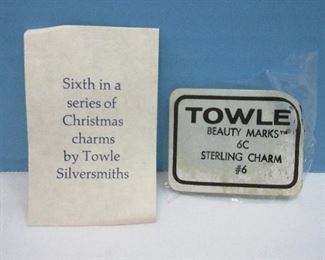 Sixth in a
series of
Christmas
charms
by Towle
Silversmiths
TOWLE
BEAUTY MARKS™
6C
STERLING CHARM
#6